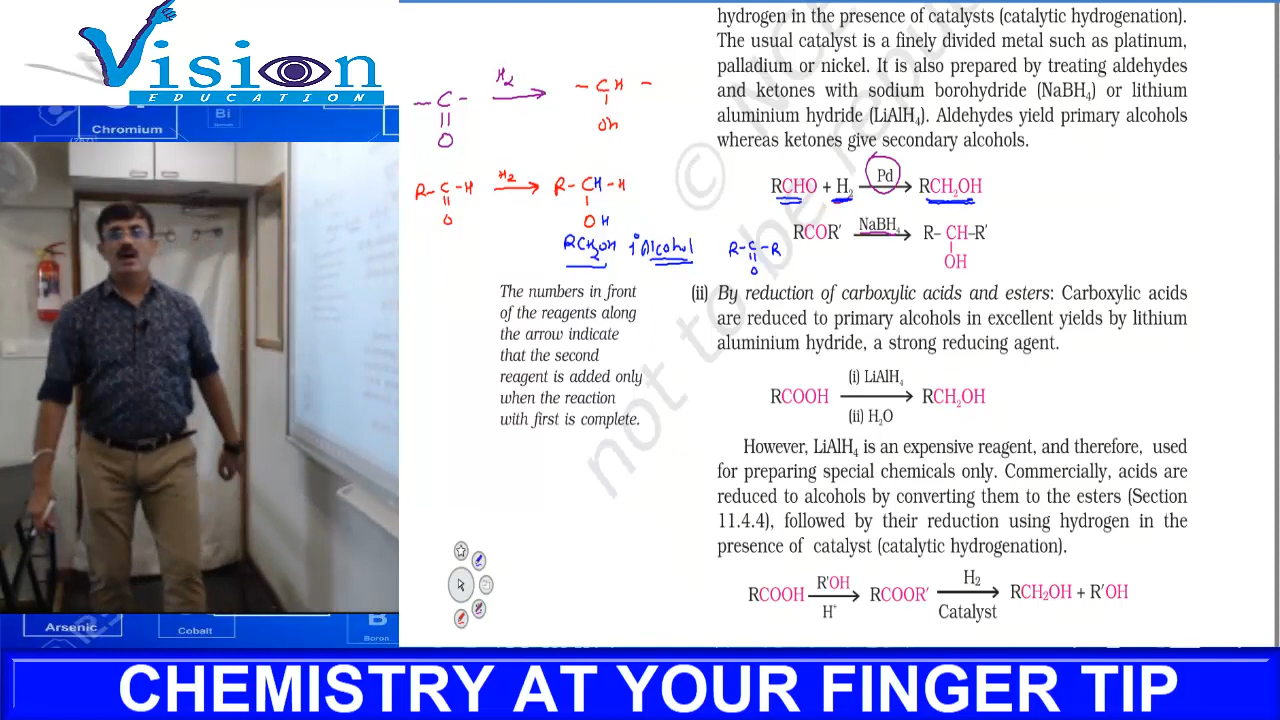 Vision
EDUCATION
Chromium
Bi
hydrogen in the presence of catalysts (catalytic hydrogenation).
The usual catalyst is a finely divided metal such as platinum,
palladium or nickel. It is also prepared by treating aldehydes
and ketones with sodium borohydride (NaBH₄) or lithium
aluminium hydride (LiAlH₄). Aldehydes yield primary alcohols
whereas ketones give secondary alcohols.
– C – H₂ → – CH –
|| |
O OH
R – C – H H₂ → R – CH – H
|| |
O O H
RCH₂OH 1° Alcohol
R – C – R
||
O
RCHO + H₂ Pd → RCH₂OH
RCOR' NaBH₄ → R– CH–R'
|
OH
The numbers in front
of the reagents along
the arrow indicate
that the second
reagent is added only
when the reaction
with first is complete.
(ii) By reduction of carboxylic acids and esters: Carboxylic acids
are reduced to primary alcohols in excellent yields by lithium
aluminium hydride, a strong reducing agent.
RCOOH (i) LiAlH₄ (ii) H₂O → RCH₂OH
However, LiAlH₄ is an expensive reagent, and therefore, used
for preparing special chemicals only. Commercially, acids are
reduced to alcohols by converting them to the esters (Section
11.4.4), followed by their reduction using hydrogen in the
presence of catalyst (catalytic hydrogenation).
RCOOH R'OH H⁺ → RCOOR' H₂ Catalyst → RCH₂OH + R'OH
© N
not to be
Arsenic
Cobalt
B
Boron
CHEMISTRY AT YOUR FINGER TIP